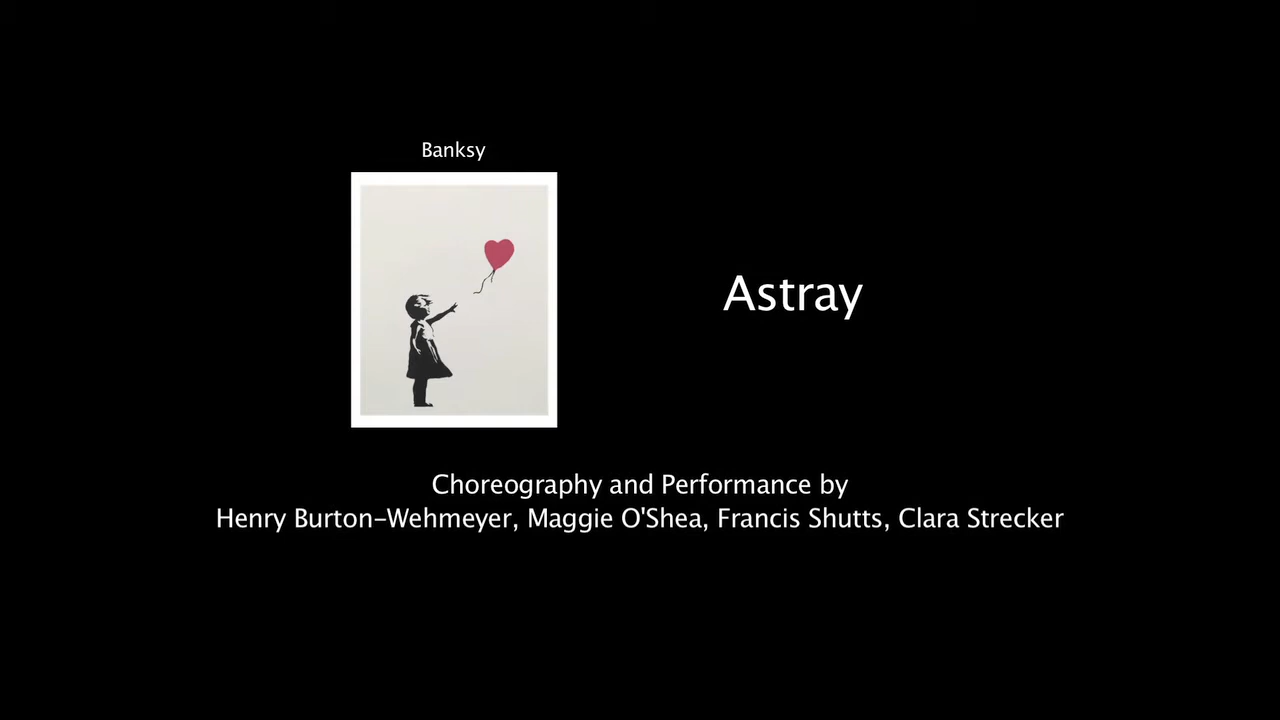 Banksy
Astray
Choreography and Performance by
Henry Burton-Wehmeyer, Maggie O'Shea, Francis Shutts, Clara Strecker